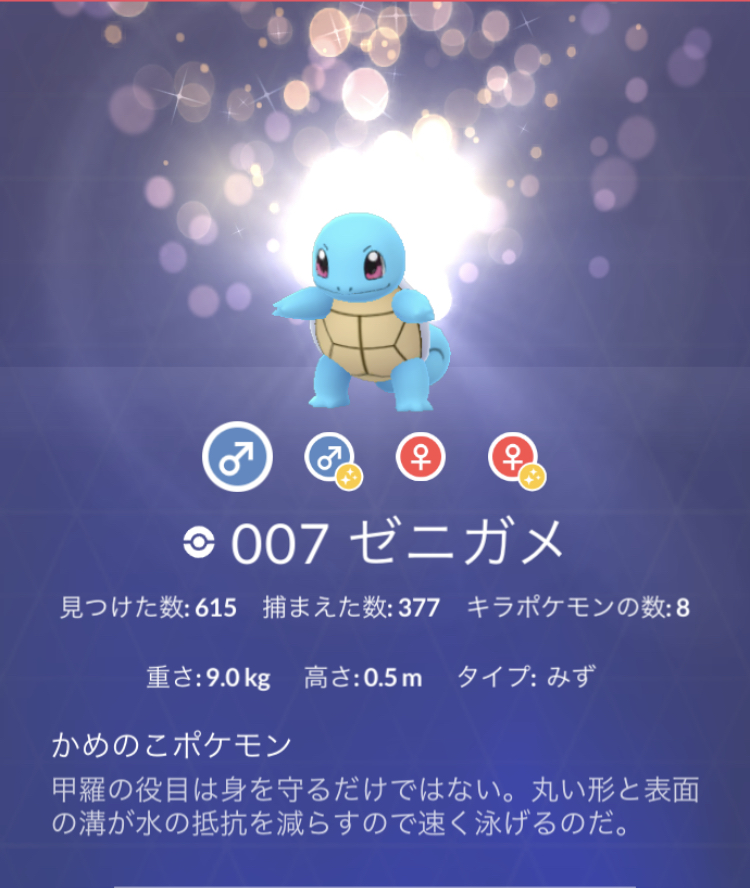 007 ゼニガメ
見つけた数: 615 捕まえた数: 377 キラポケモンの数: 8
重さ: 9.0 kg 高さ: 0.5 m タイプ: みず
かめのこポケモン
甲羅の役目は身を守るだけではない。丸い形と表面
の溝が水の抵抗を減らすので速く泳げるのだ。